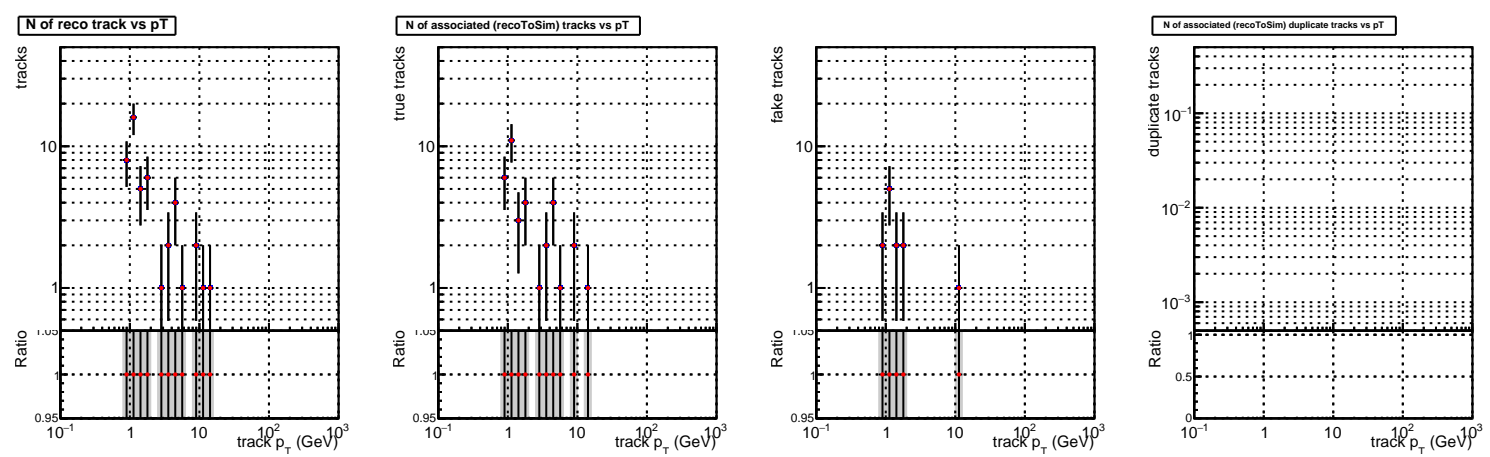 N of reco track vs pT
tracks
10
1
1.05
Ratio
1
0.95
10⁻¹ 1 10 10² 10³
track p_T (GeV)
N of associated (recoToSim) tracks vs pT
true tracks
10
1
1.05
Ratio
1
0.95
10⁻¹ 1 10 10² 10³
track p_T (GeV)
fake tracks
10
1
1.05
Ratio
1
0.95
10⁻¹ 1 10 10² 10³
track p_T (GeV)
N of associated (recoToSim) duplicate tracks vs pT
duplicate tracks
10⁻¹
10⁻²
10⁻³
Ratio
1
0.5
0
10⁻¹ 1 10 10² 10³
track p_T (GeV)